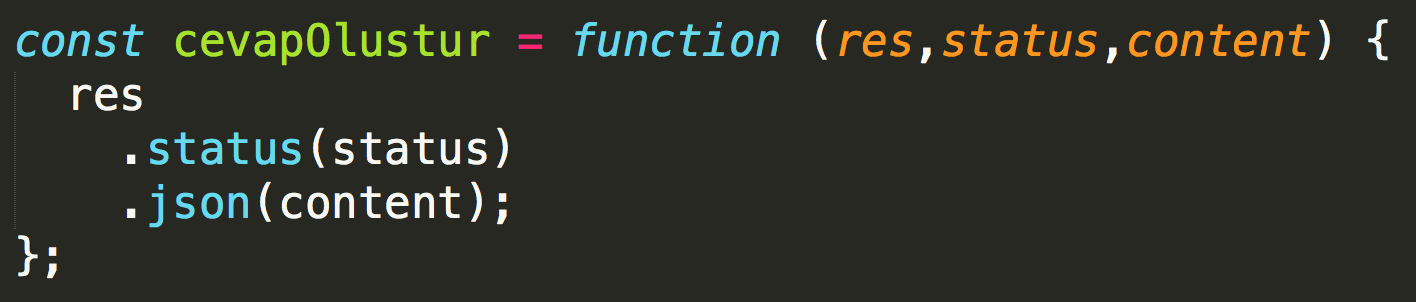 const cevapOlustur = function (res,status,content) {
  res
    .status(status)
    .json(content);
};